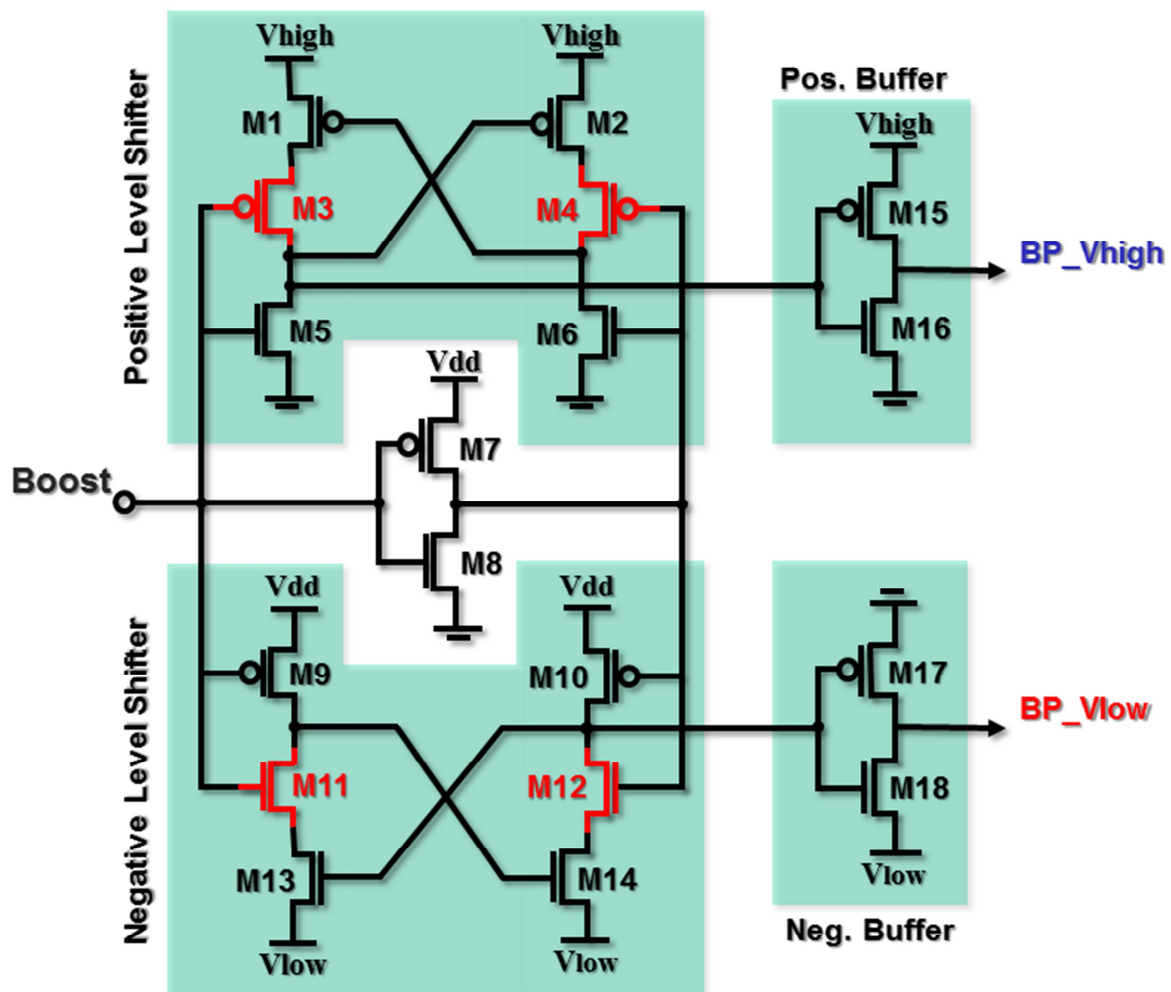 Positive Level Shifter
Vhigh
Vhigh
M1
M2
M3
M4
M5
M6
Pos. Buffer
Vhigh
M15
M16
BP_Vhigh
Vdd
M7
M8
Boost
Negative Level Shifter
Vdd
Vdd
M9
M10
M11
M12
M13
M14
Vlow
Vlow
M17
M18
Vlow
BP_Vlow
Neg. Buffer